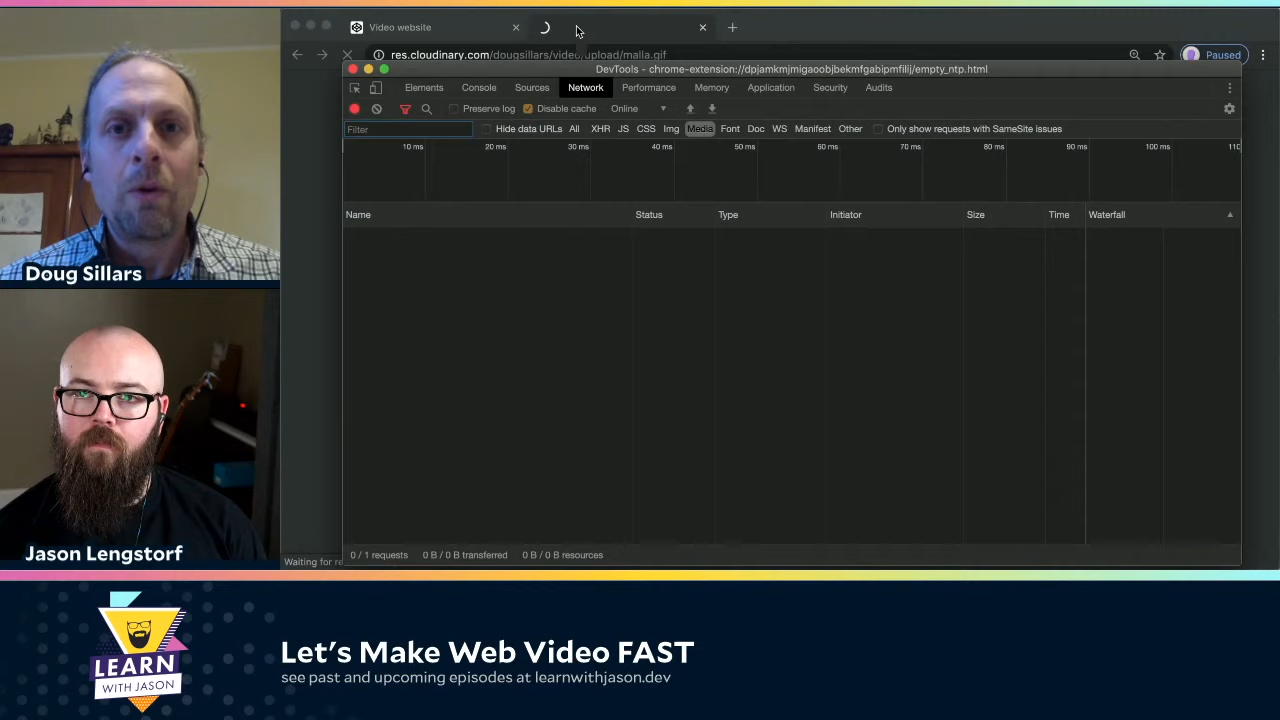 Video website
res.cloudinary.com/dougsillars/video/upload/malla.gif
Paused
DevTools - chrome-extension://dpjamkmjmigaoobjbekmfgabipmfilij/empty_ntp.html
Elements Console Sources Network Performance Memory Application Security Audits
Preserve log Disable cache Online
Filter Hide data URLs All XHR JS CSS Img Media Font Doc WS Manifest Other Only show requests with SameSite issues
10 ms 20 ms 30 ms 40 ms 50 ms 60 ms 70 ms 80 ms 90 ms 100 ms 110
Name Status Type Initiator Size Time Waterfall
Doug Sillars
Jason Lengstorf
Waiting for re
0 / 1 requests 0 B / 0 B transferred 0 B / 0 B resources
LEARN
WITH JASON
Let's Make Web Video FAST
see past and upcoming episodes at learnwithjason.dev